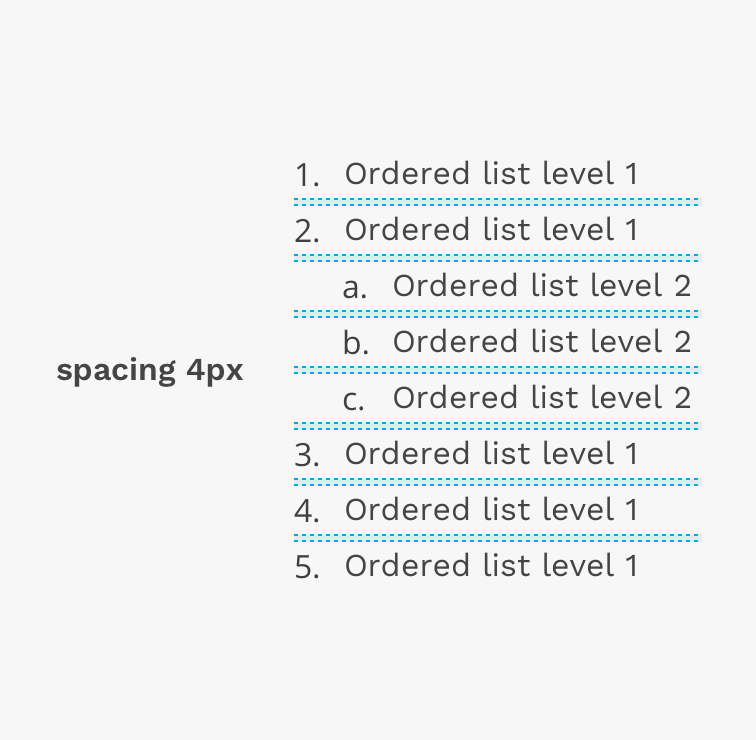 1. Ordered list level 1
2. Ordered list level 1
a. Ordered list level 2
b. Ordered list level 2
c. Ordered list level 2
3. Ordered list level 1
4. Ordered list level 1
5. Ordered list level 1
spacing 4px